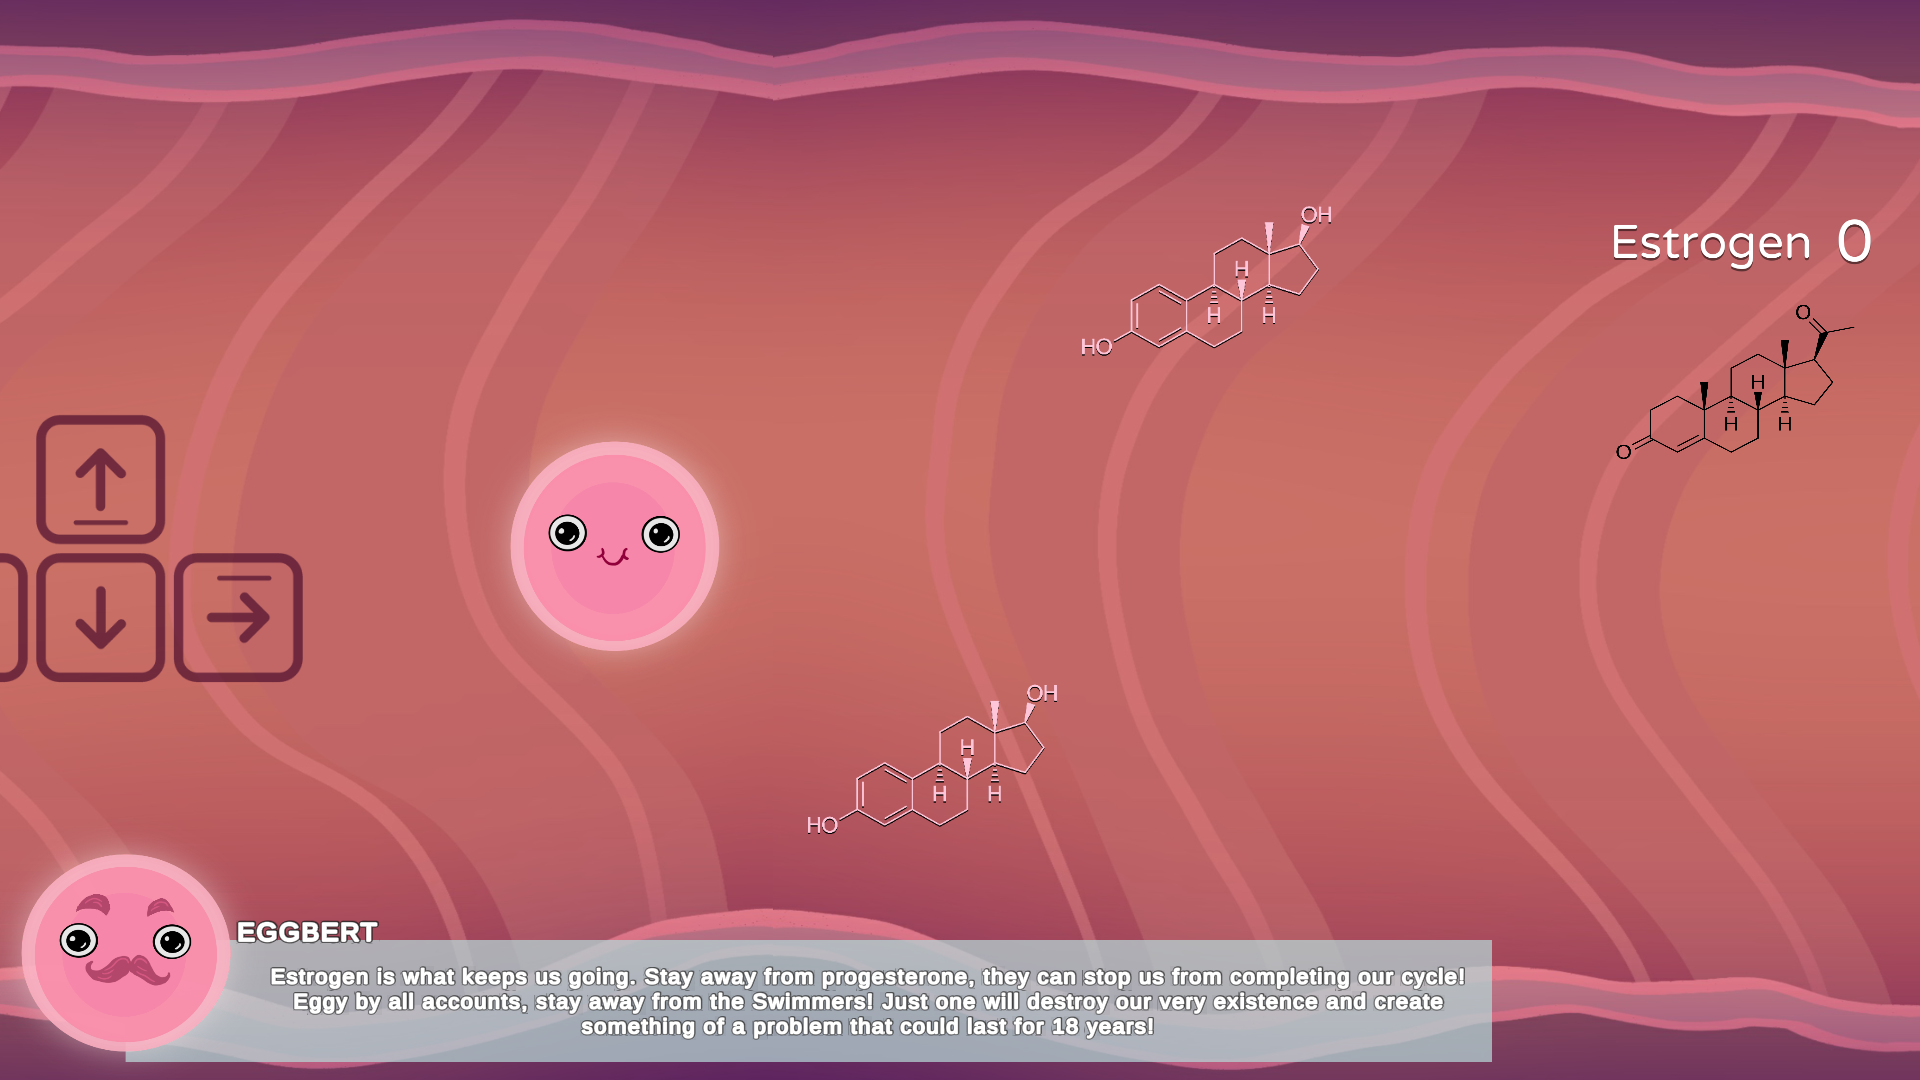 OH
Estrogen 0
H
H
H
HO
O
H
H
H
O
OH
H
H
H
HO
EGGBERT
Estrogen is what keeps us going. Stay away from progesterone, they can stop us from completing our cycle!
Eggy by all accounts, stay away from the Swimmers! Just one will destroy our very existence and create
something of a problem that could last for 18 years!